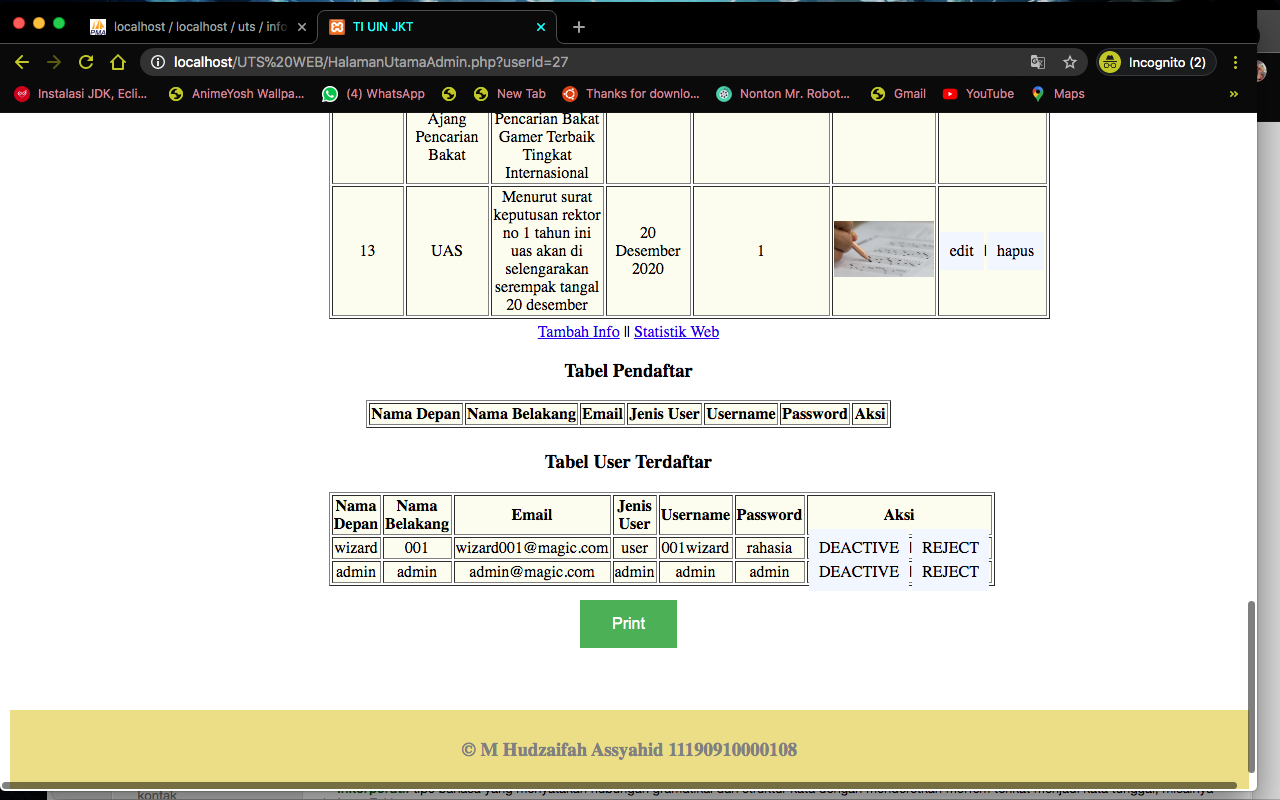 localhost / localhost / uts / info
TI UIN JKT
localhost/UTS%20WEB/HalamanUtamaAdmin.php?userId=27
Incognito (2)
Instalasi JDK, Ecli...
AnimeYosh Wallpa...
(4) WhatsApp
New Tab
Thanks for downlo...
Nonton Mr. Robot...
Gmail
YouTube
Maps
»
Ajang
Pencarian
Bakat
Pencarian Bakat
Gamer Terbaik
Tingkat
Internasional
13
UAS
Menurut surat
keputusan rektor
no 1 tahun ini
uas akan di
selengarakan
serempak tangal
20 desember
20
Desember
2020
1
edit | hapus
Tambah Info || Statistik Web
Tabel Pendaftar
Nama Depan Nama Belakang Email Jenis User Username Password Aksi
Tabel User Terdaftar
Nama Depan Nama Belakang Email Jenis User Username Password Aksi
wizard 001 wizard001@magic.com user 001wizard rahasia DEACTIVE | REJECT
admin admin admin@magic.com admin admin admin DEACTIVE | REJECT
Print
© M Hudzaifah Assyahid 11190910000108
kontak